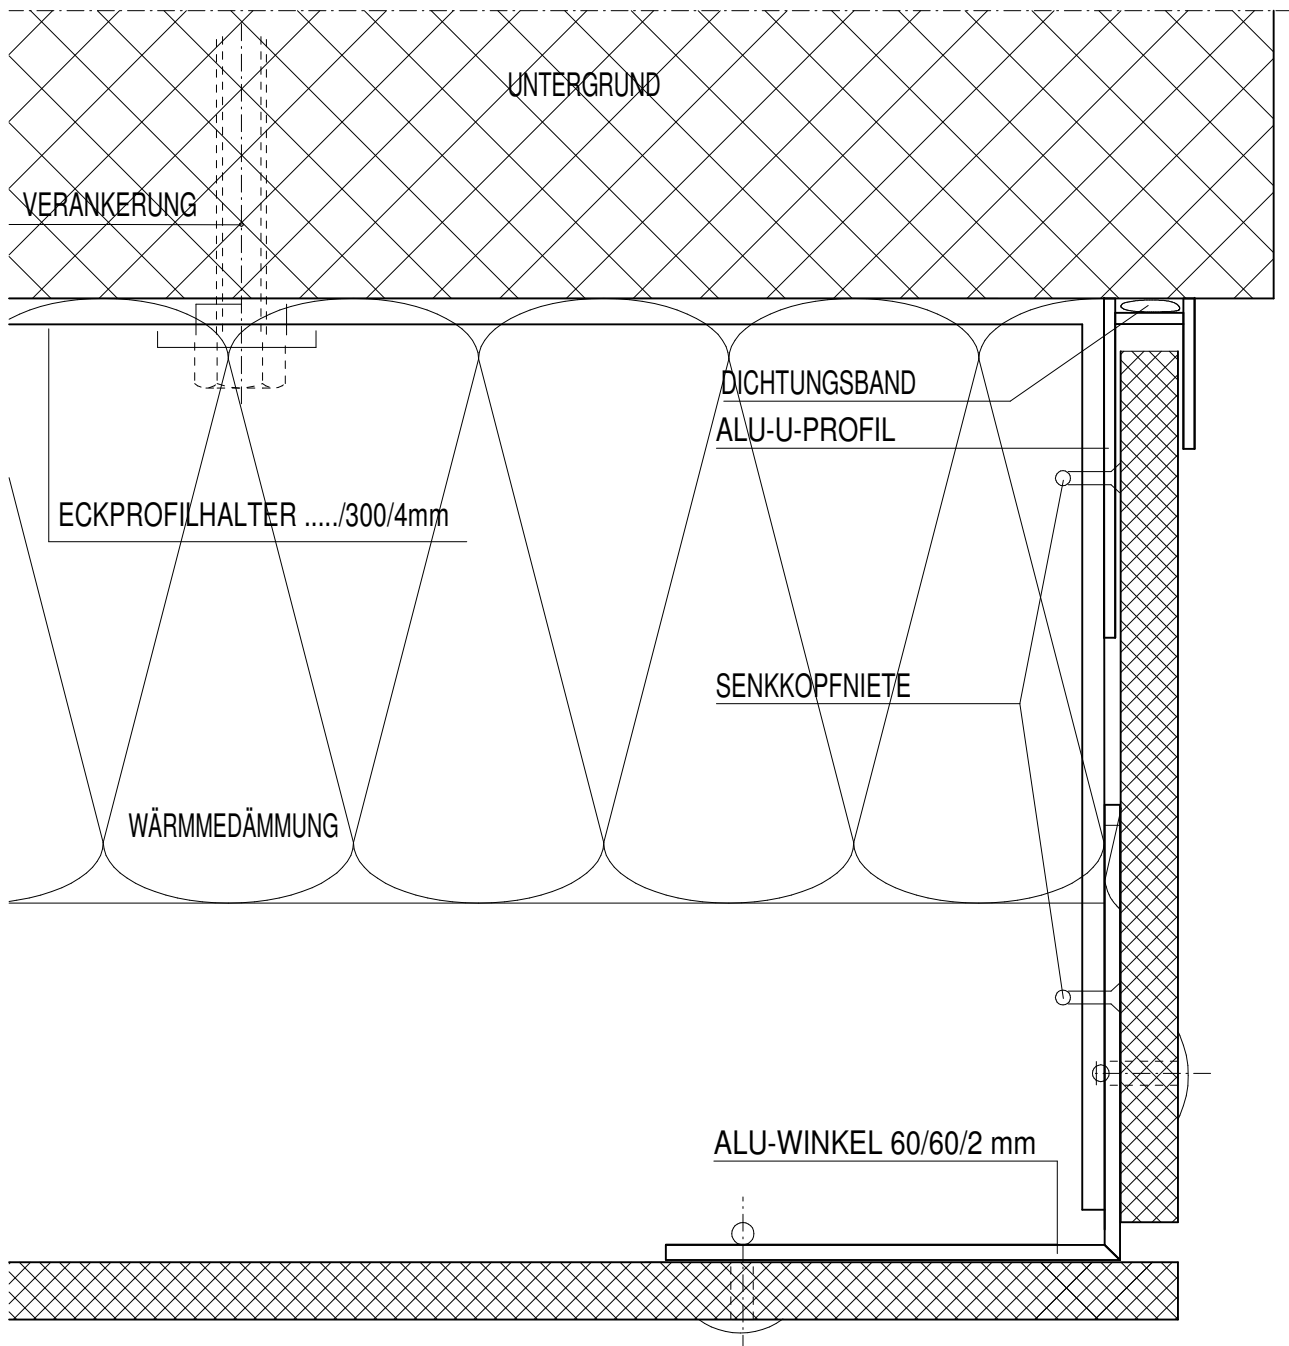 UNTERGRUND
VERANKERUNG
DICHTUNGSBAND
ALU-U-PROFIL
ECKPROFILHALTER ...../300/4mm
SENKKOPFNIETE
WÄRMMEDÄMMUNG
ALU-WINKEL 60/60/2 mm